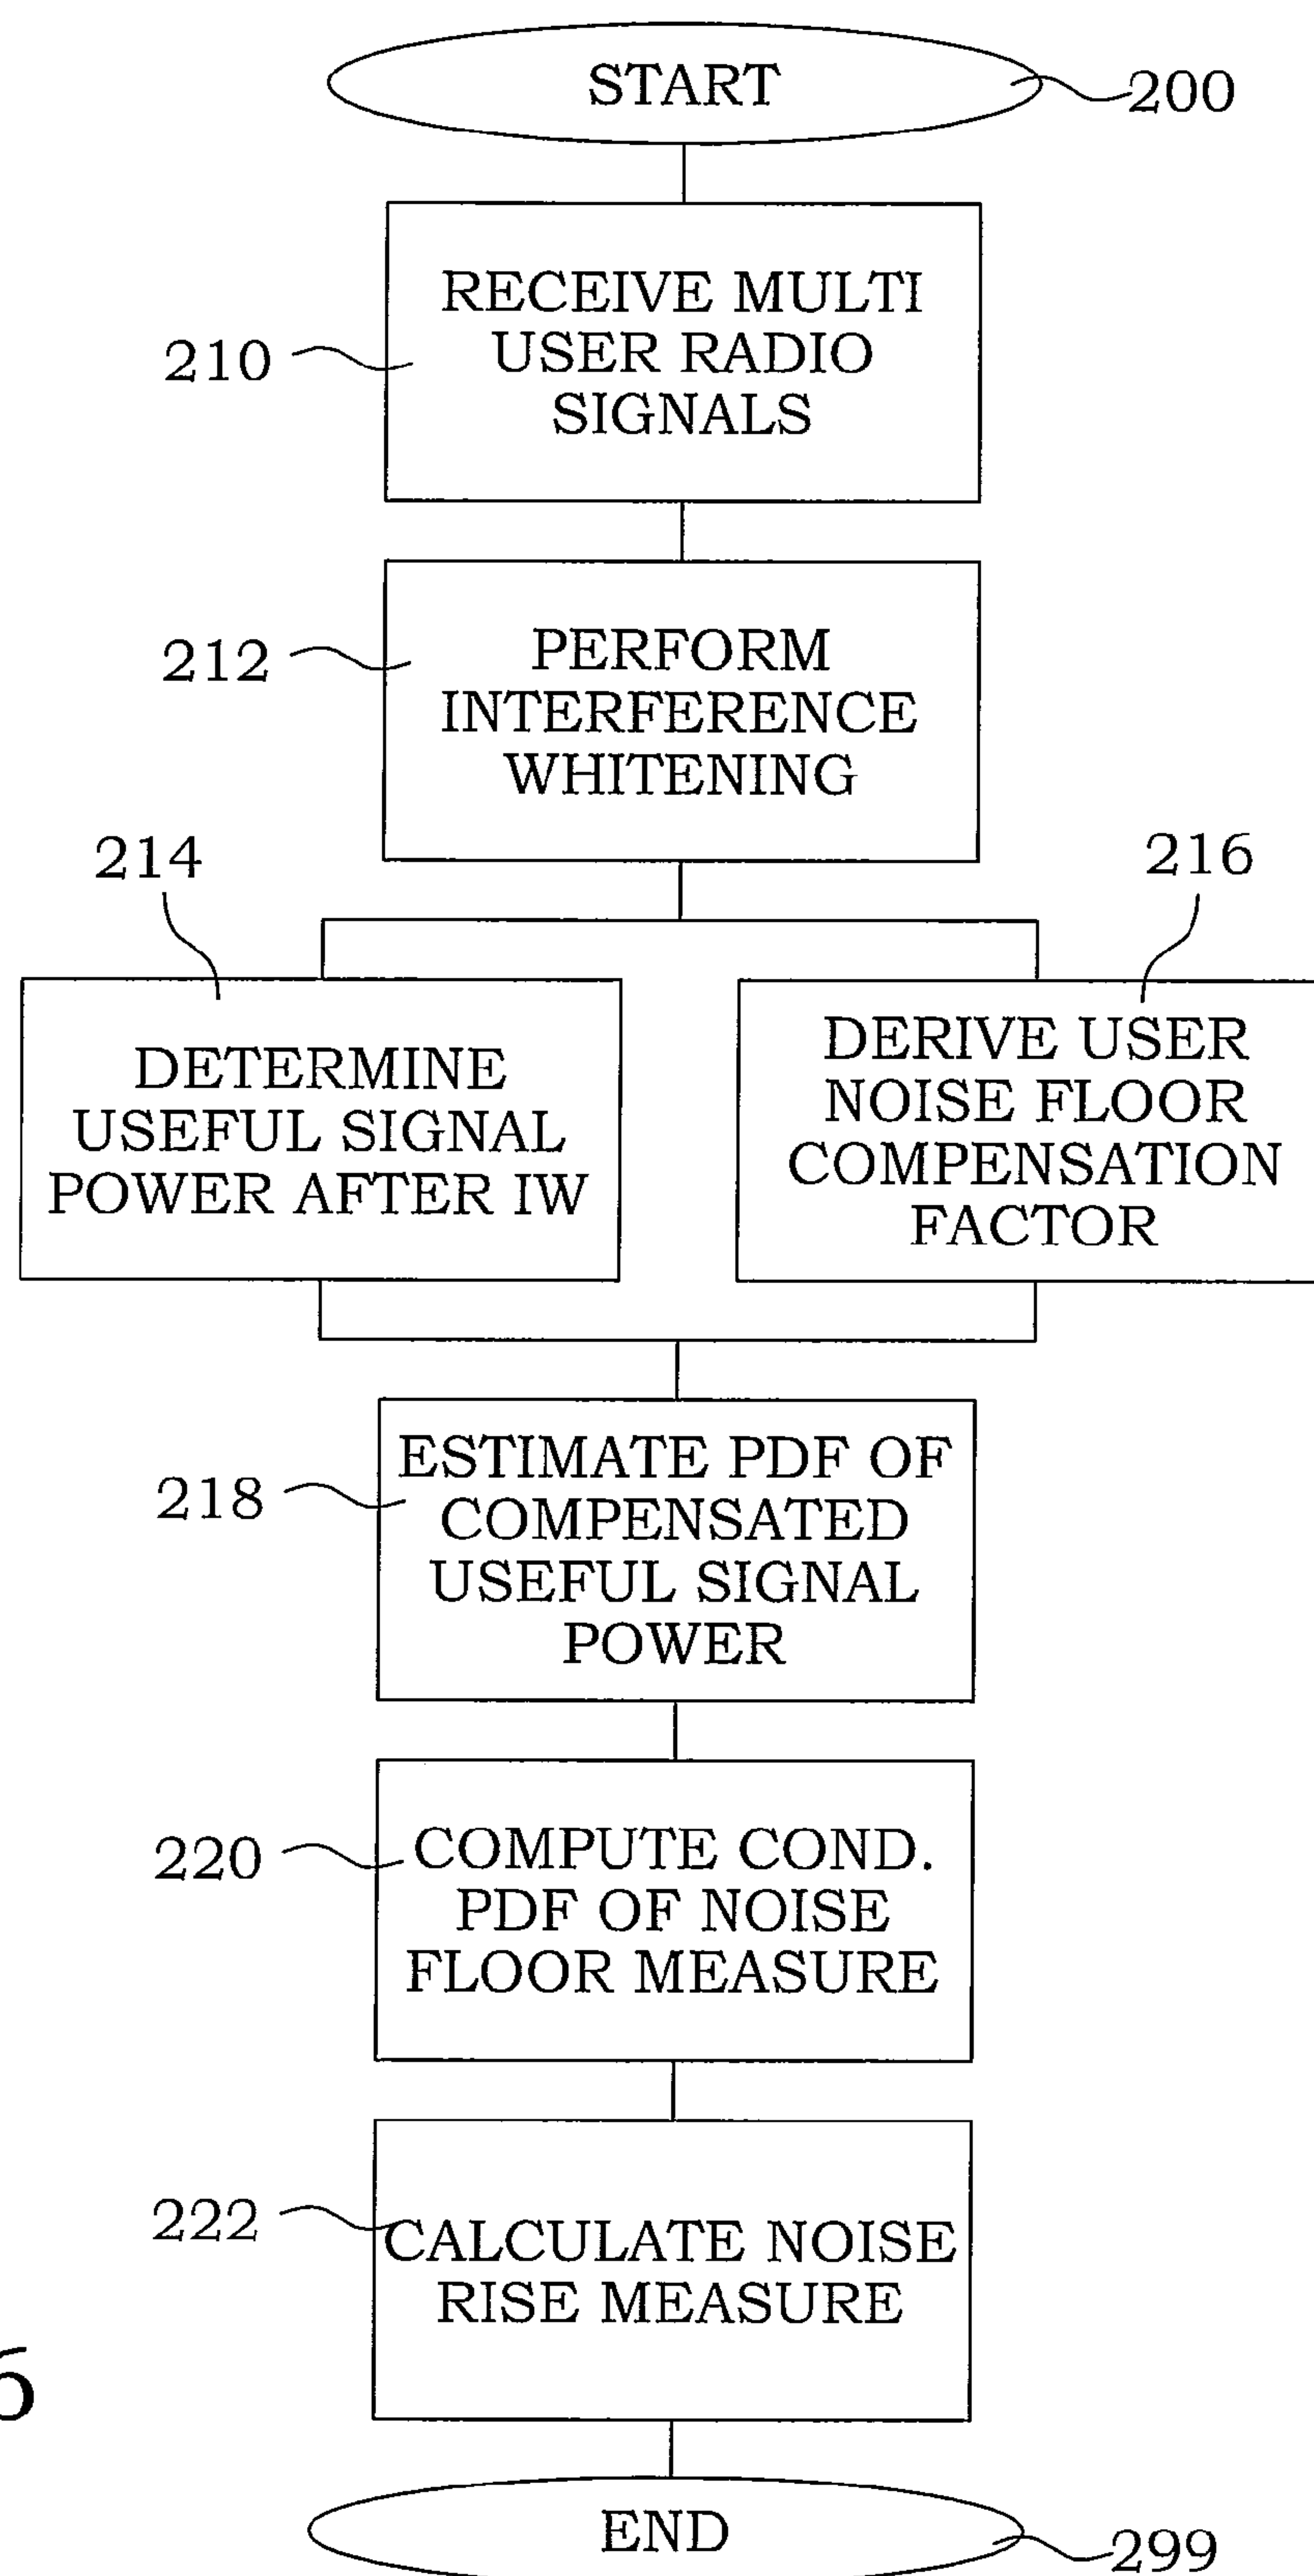 START
200
RECEIVE MULTI
USER RADIO
SIGNALS
210
PERFORM
INTERFERENCE
WHITENING
212
214
216
DETERMINE
USEFUL SIGNAL
POWER AFTER IW
DERIVE USER
NOISE FLOOR
COMPENSATION
FACTOR
ESTIMATE PDF OF
COMPENSATED
USEFUL SIGNAL
POWER
218
COMPUTE COND.
PDF OF NOISE
FLOOR MEASURE
220
CALCULATE NOISE
RISE MEASURE
222
END
299